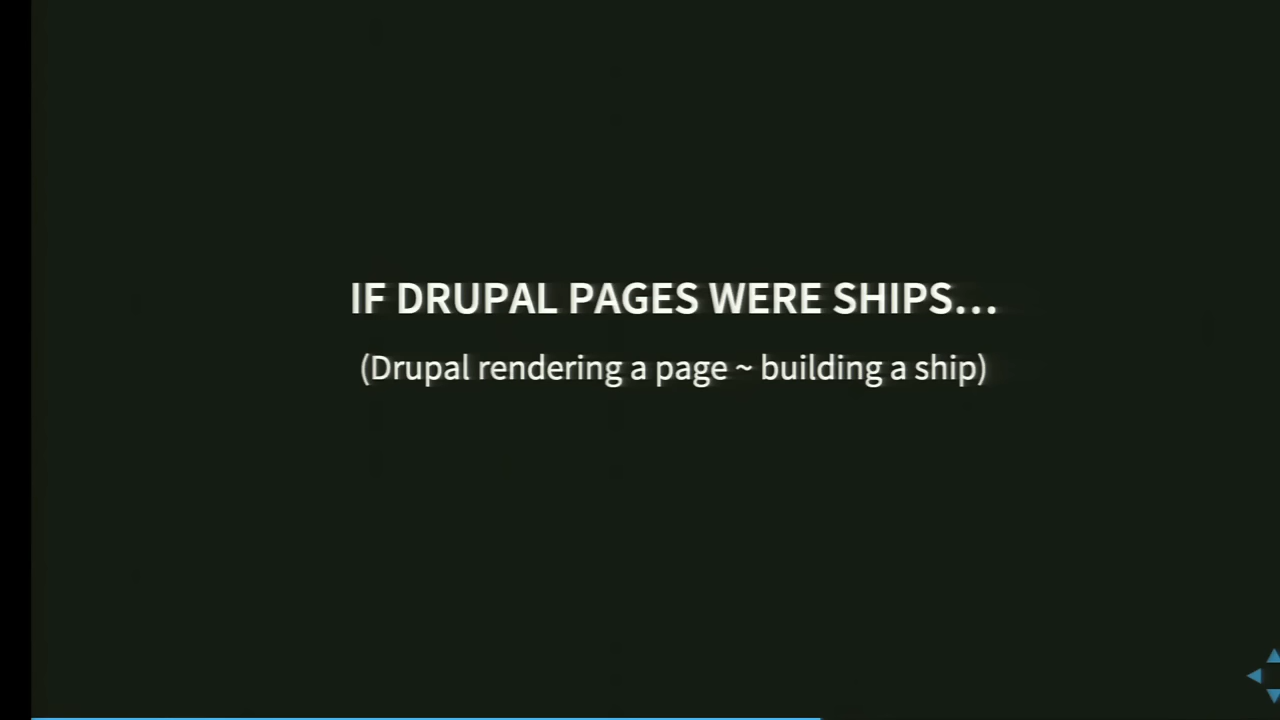 IF DRUPAL PAGES WERE SHIPS...
(Drupal rendering a page ~ building a ship)